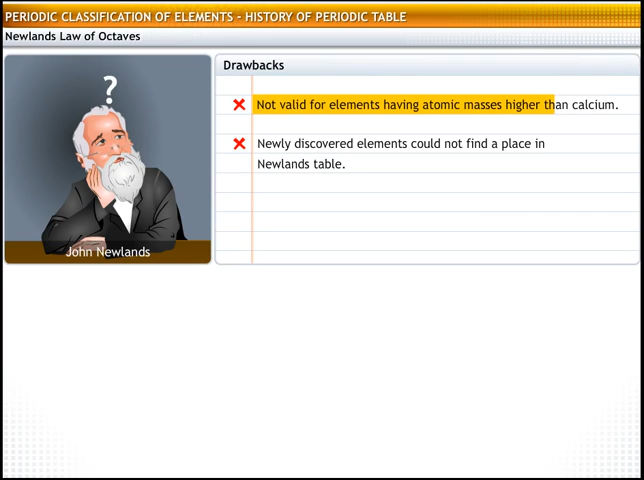 PERIODIC CLASSIFICATION OF ELEMENTS - HISTORY OF PERIODIC TABLE
Newlands Law of Octaves
?
John Newlands
Drawbacks
Not valid for elements having atomic masses higher than calcium.
Newly discovered elements could not find a place in
Newlands table.